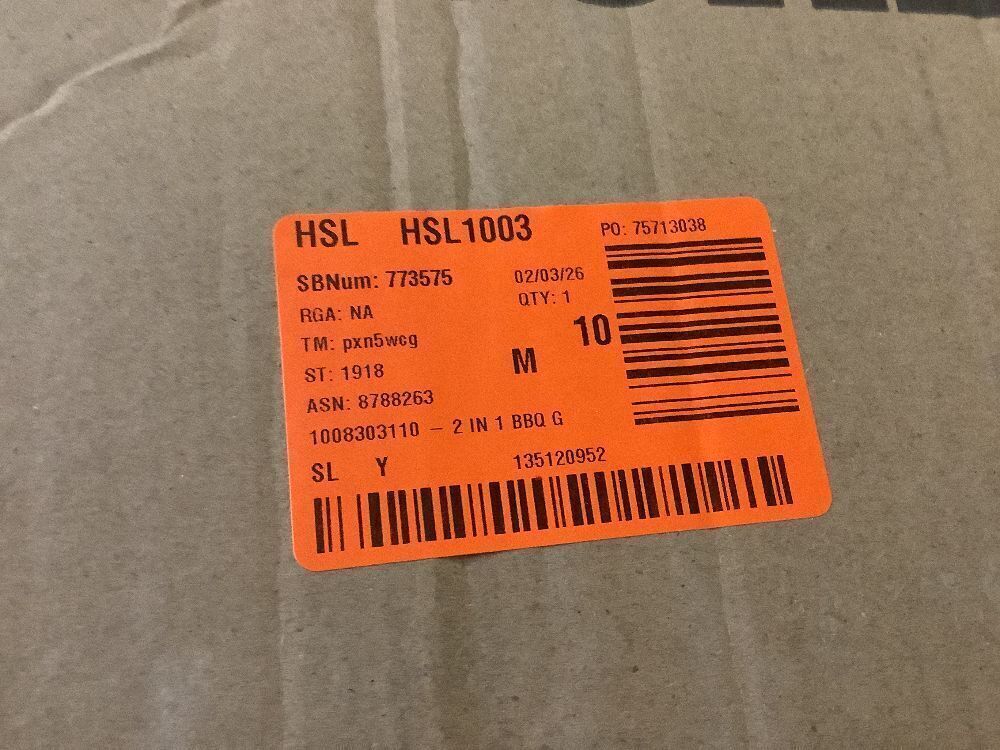 HSL HSL1003 PO: 75713038
SBNum: 773575 02/03/26
RGA: NA QTY: 1
TM: pxn5wcg M 10
ST: 1918
ASN: 8788263
1008303110 - 2 IN 1 BBQ G
SL Y 135120952